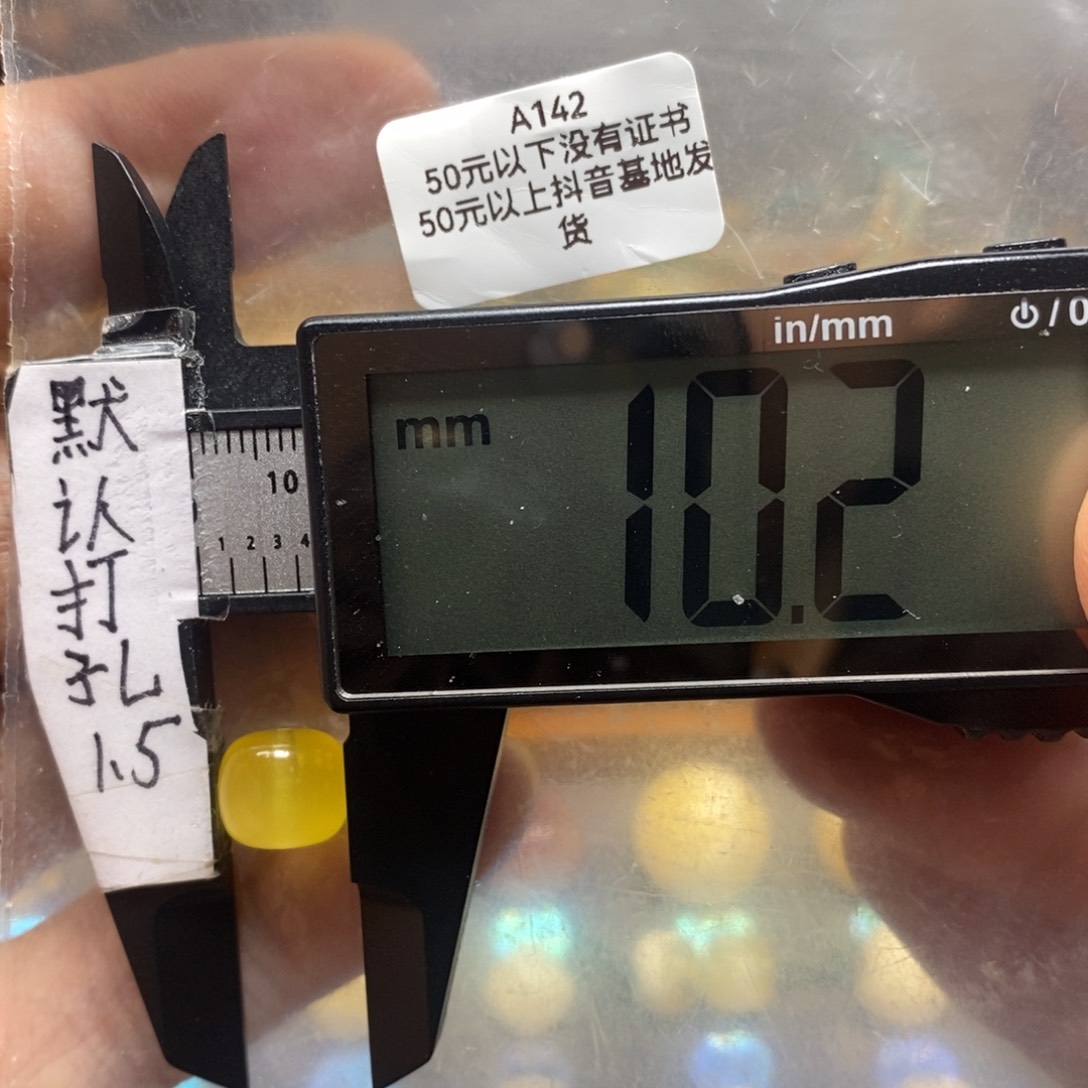 A142
50元以下没有证书
50元以上抖音基地发
货
in/mm
⏻/0
mm
10.2
10
1 2 3 4
默
认
打
孔
1.5